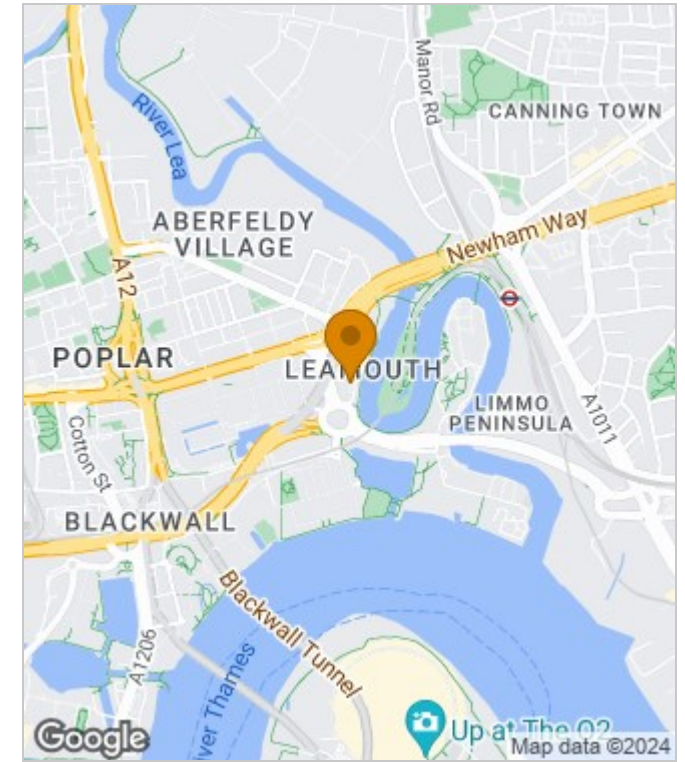 Manor Rd
CANNING TOWN
River Lea
ABERFELDY
VILLAGE
Newham Way
A12
POPLAR
LEAMOUTH
LIMMO
PENINSULA
A1011
Cotton St
BLACKWALL
Blackwall Tunnel
A1206
River Thames
Up at The O2
Google
Map data ©2024